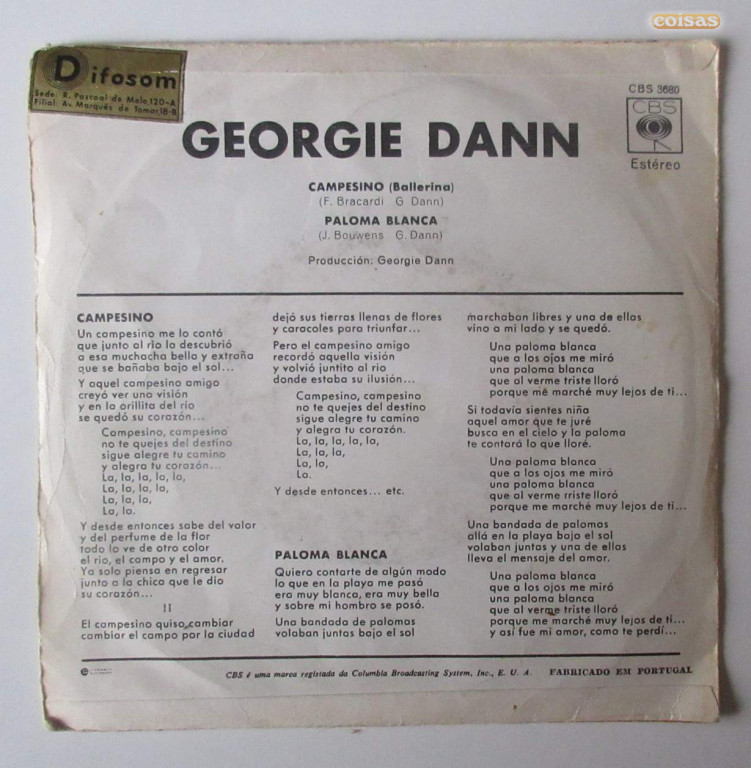 coisas
Difosom
Sede: R. Pascoal de Melo, 120-A
Filial: Av. Marquês de Tomar, 18-B
CBS 3680
CBS
Estéreo
GEORGIE DANN
CAMPESINO (Ballerina)
(F. Bracardi G. Dann)
PALOMA BLANCA
(J. Bouwens G. Dann)
Producción: Georgie Dann
CAMPESINO
Un campesino me lo contó
que junto al río la descubrió
a esa muchacha bella y extraña
que se bañaba bajo el sol...
Y aquel campesino amigo
creyó ver una visión
y en la orillita del río
se quedó su corazón...
Campesino, campesino
no te quejes del destino
sigue alegre tu camino
y alegra tu corazón...
La, la, la, la, la,
La, la, la, la,
La, la, la,
La, la.
Y desde entonces sabe del valor
y del perfume de la flor
todo lo ve de otro color
el río, el campo y el amor.
Ya solo piensa en regresar
junto a la chica que le dio
su corazón...
II
El campesino quiso cambiar
cambiar el campo por la ciudad
dejó sus tierras llenas de flores
y caracoles para triunfar...
Pero el campesino amigo
recordó aquella visión
y volvió juntito al río
donde estaba su ilusión...
Campesino, campesino
no te quejes del destino
sigue alegre tu camino
y alegra tu corazón.
La, la, la, la, la,
La, la, la,
La, la,
La.
Y desde entonces... etc.
PALOMA BLANCA
Quiero contarte de algún modo
lo que en la playa me pasó
era muy blanca, era muy bella
y sobre mi hombro se posó.
Una bandada de palomas
volaban juntas bajo el sol
marchaban libres y una de ellas
vino a mi lado y se quedó.
Una paloma blanca
que a los ojos me miró
una paloma blanca
que al verme triste lloró
porque me marché muy lejos de ti...
Si todavía sientes niña
aquel amor que te juré
busca en el cielo y la paloma
te contará lo que lloré.
Una paloma blanca
que a los ojos me miró
una paloma blanca
que al verme rriste lloró
porque me marché muy lejos de ti...
Una bandada de palomas
allá en la playa bajo el sol
volaban juntas y una de ellas
lleva el mensaje del amor.
Una paloma blanca
que a los ojos me miró
una paloma blanca
que al verme triste lloró
porque me marché muy lejos de ti...
y así fue mi amor, como te perdí...
CBS é uma marca registada da Columbia Broadcasting System, Inc., E. U. A. FABRICADO EM PORTUGAL